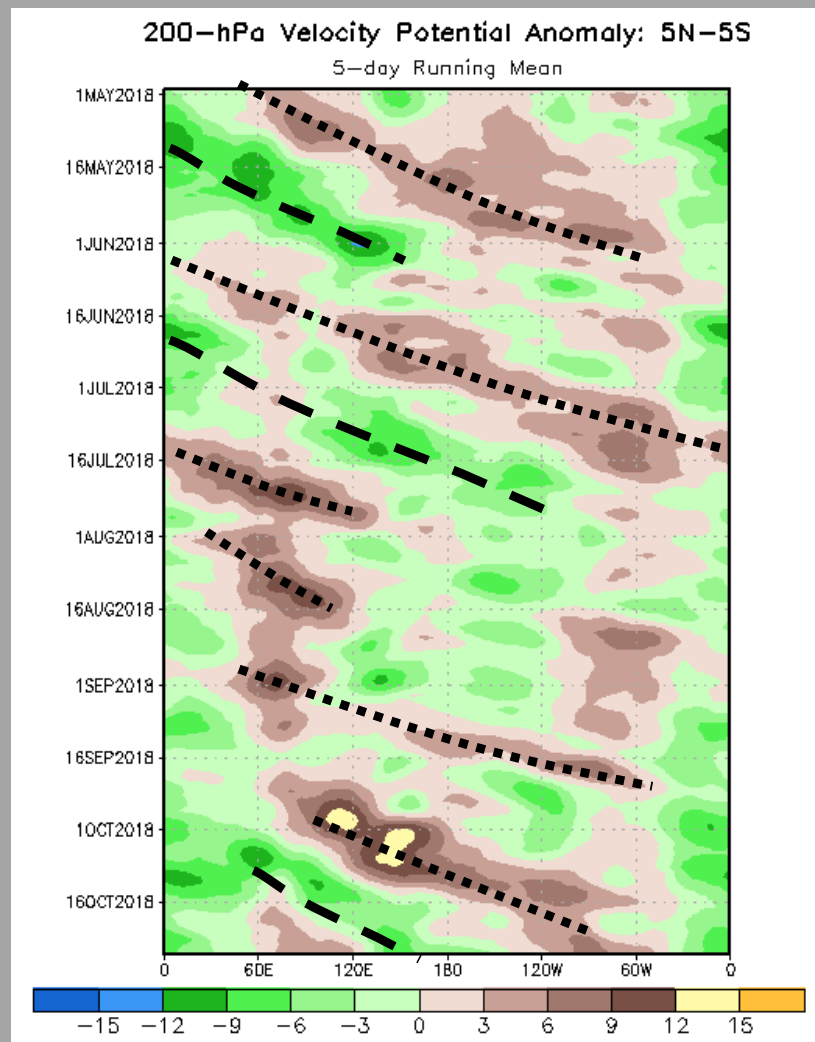 200-hPa Velocity Potential Anomaly: 5N-5S
5-day Running Mean
1MAY2018
16MAY2018
1JUN2018
16JUN2018
1JUL2018
16JUL2018
1AUG2018
16AUG2018
1SEP2018
16SEP2018
1OCT2018
16OCT2018
0 60E 120E 180 120W 60W 0
-15 -12 -9 -6 -3 0 3 6 9 12 15